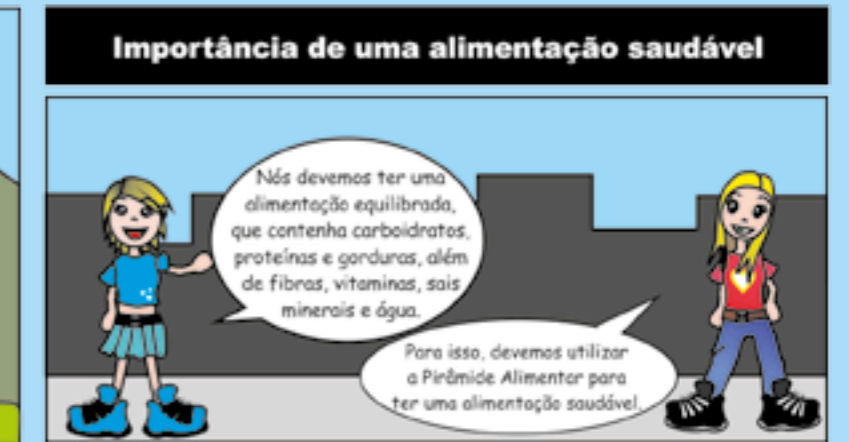 Importância de uma alimentação saudável
Nós devemos ter uma
alimentação equilibrada,
que contenha carboidratos,
proteínas e gorduras, além
de fibras, vitaminas, sais
minerais e água.
Para isso, devemos utilizar
a Pirâmide Alimentar para
ter uma alimentação saudável.